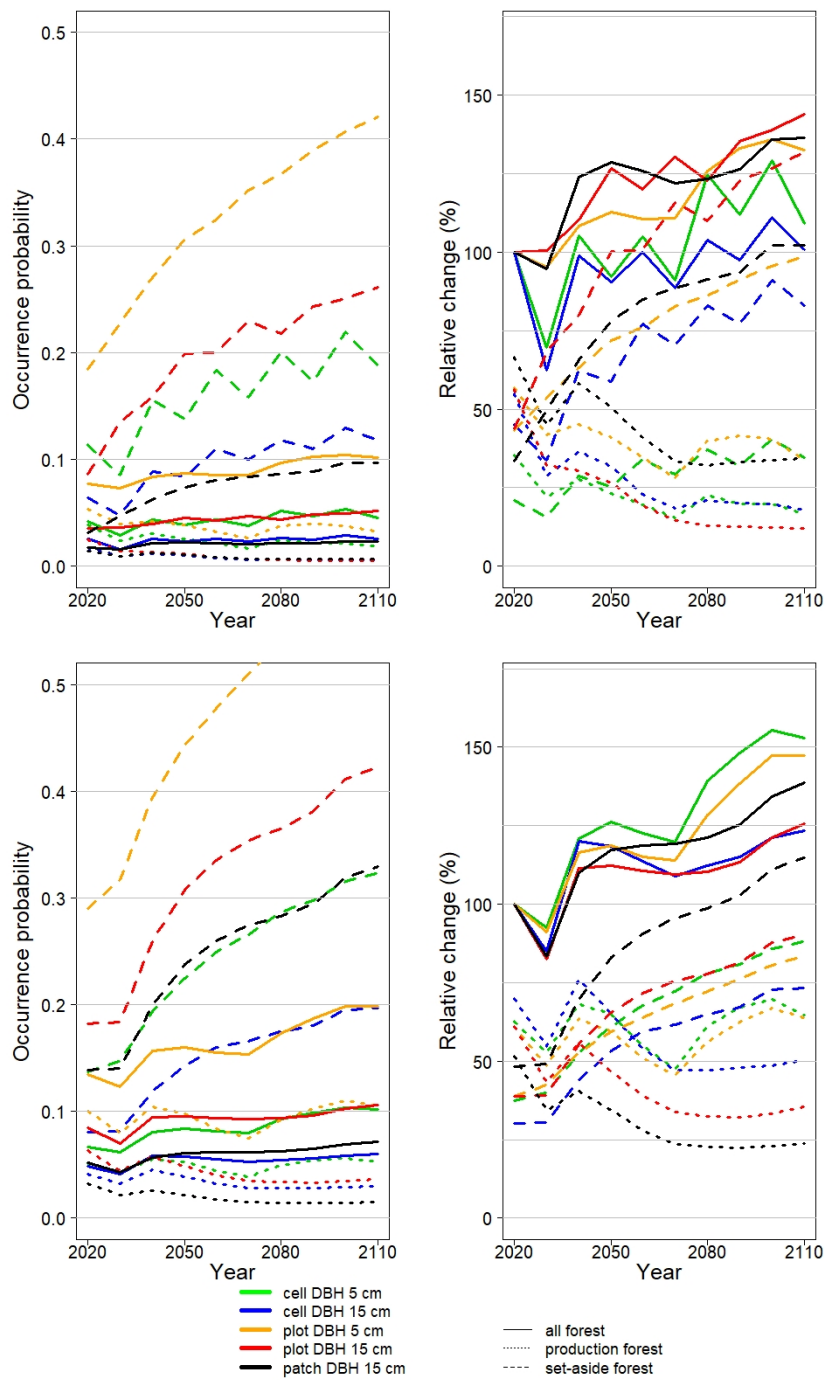 0.5
0.4
0.3
0.2
0.1
0.0
Occurrence probability
2020 2050 2080 2110
Year
150
100
50
0
Relative change (%)
2020 2050 2080 2110
Year
0.5
0.4
0.3
0.2
0.1
0.0
Occurrence probability
2020 2050 2080 2110
Year
150
100
50
0
Relative change (%)
2020 2050 2080 2110
Year
cell DBH 5 cm
cell DBH 15 cm
plot DBH 5 cm
plot DBH 15 cm
patch DBH 15 cm
all forest
production forest
set-aside forest